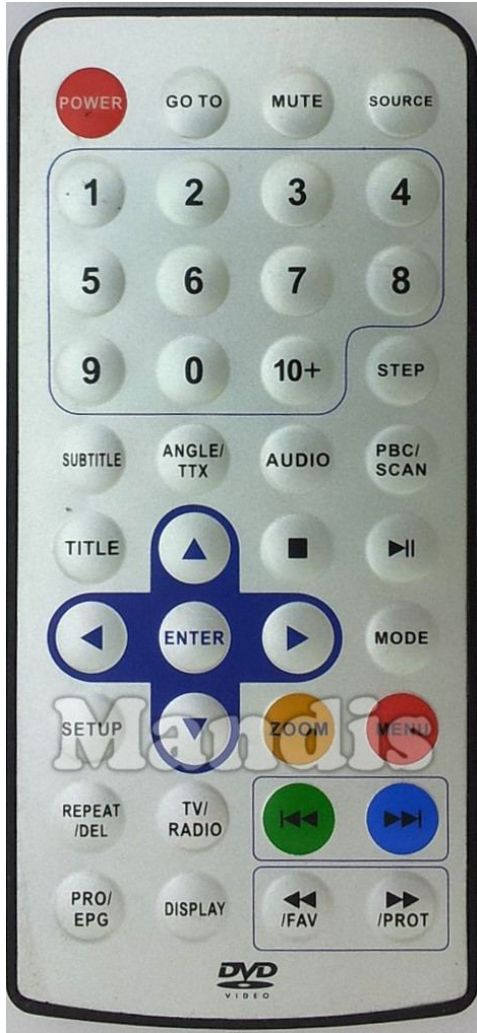 POWER GO TO MUTE SOURCE
1 2 3 4
5 6 7 8
9 0 10+ STEP
SUBTITLE ANGLE/ TTX AUDIO PBC/ SCAN
TITLE
ENTER MODE
SETUP ZOOM MENU
Mandis
REPEAT /DEL TV/ RADIO
PRO/ EPG DISPLAY /FAV /PROT
DVD
VIDEO